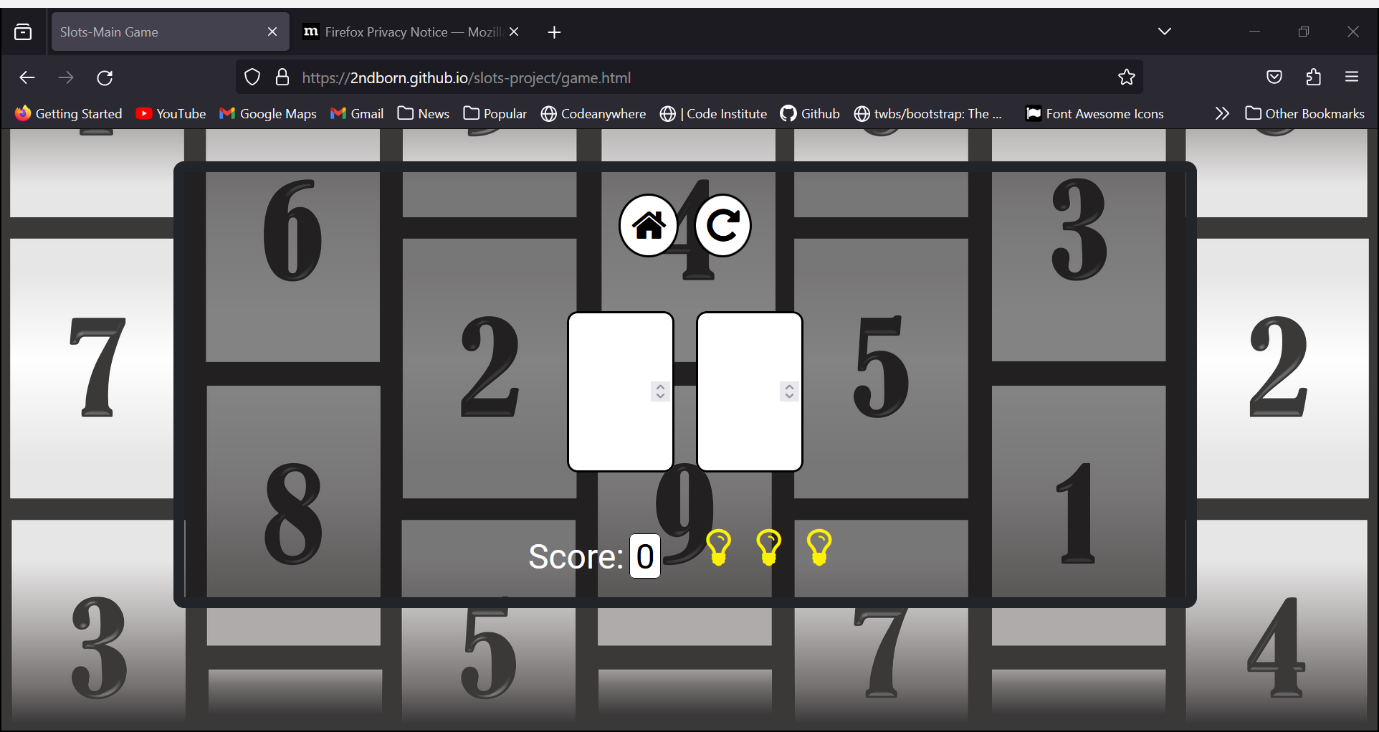 Slots-Main Game
Firefox Privacy Notice — Mozill
https://2ndborn.github.io/slots-project/game.html
Getting Started YouTube Google Maps Gmail News Popular Codeanywhere | Code Institute Github twbs/bootstrap: The ... Font Awesome Icons Other Bookmarks
6 4 3
7 2 5 2
8 9 1
Score: 0
3 5 7 4